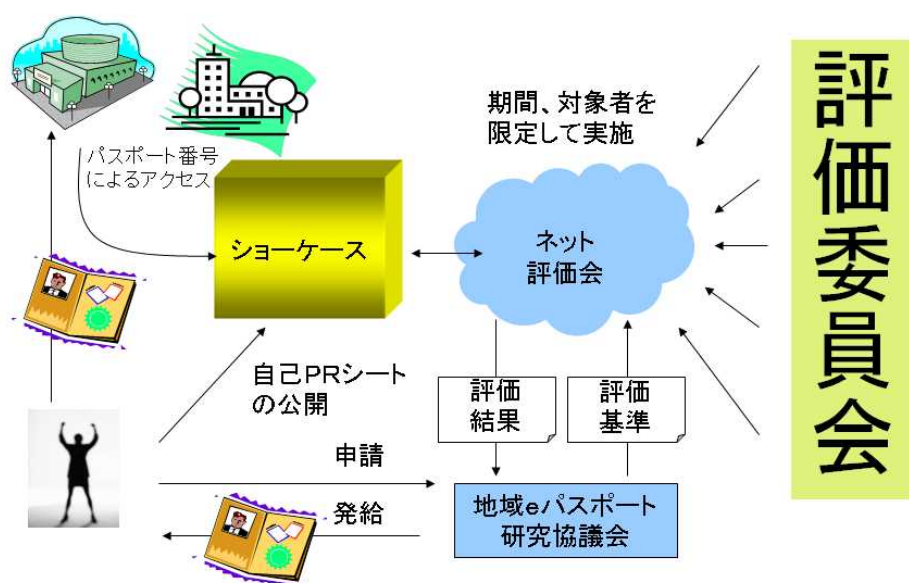 期間、対象者を
限定して実施
パスポート番号
によるアクセス
ショーケース
ネット
評価会
評価委員会
自己PRシート
の公開
評価
結果
評価
基準
申請
発給
地域eパスポート
研究協議会